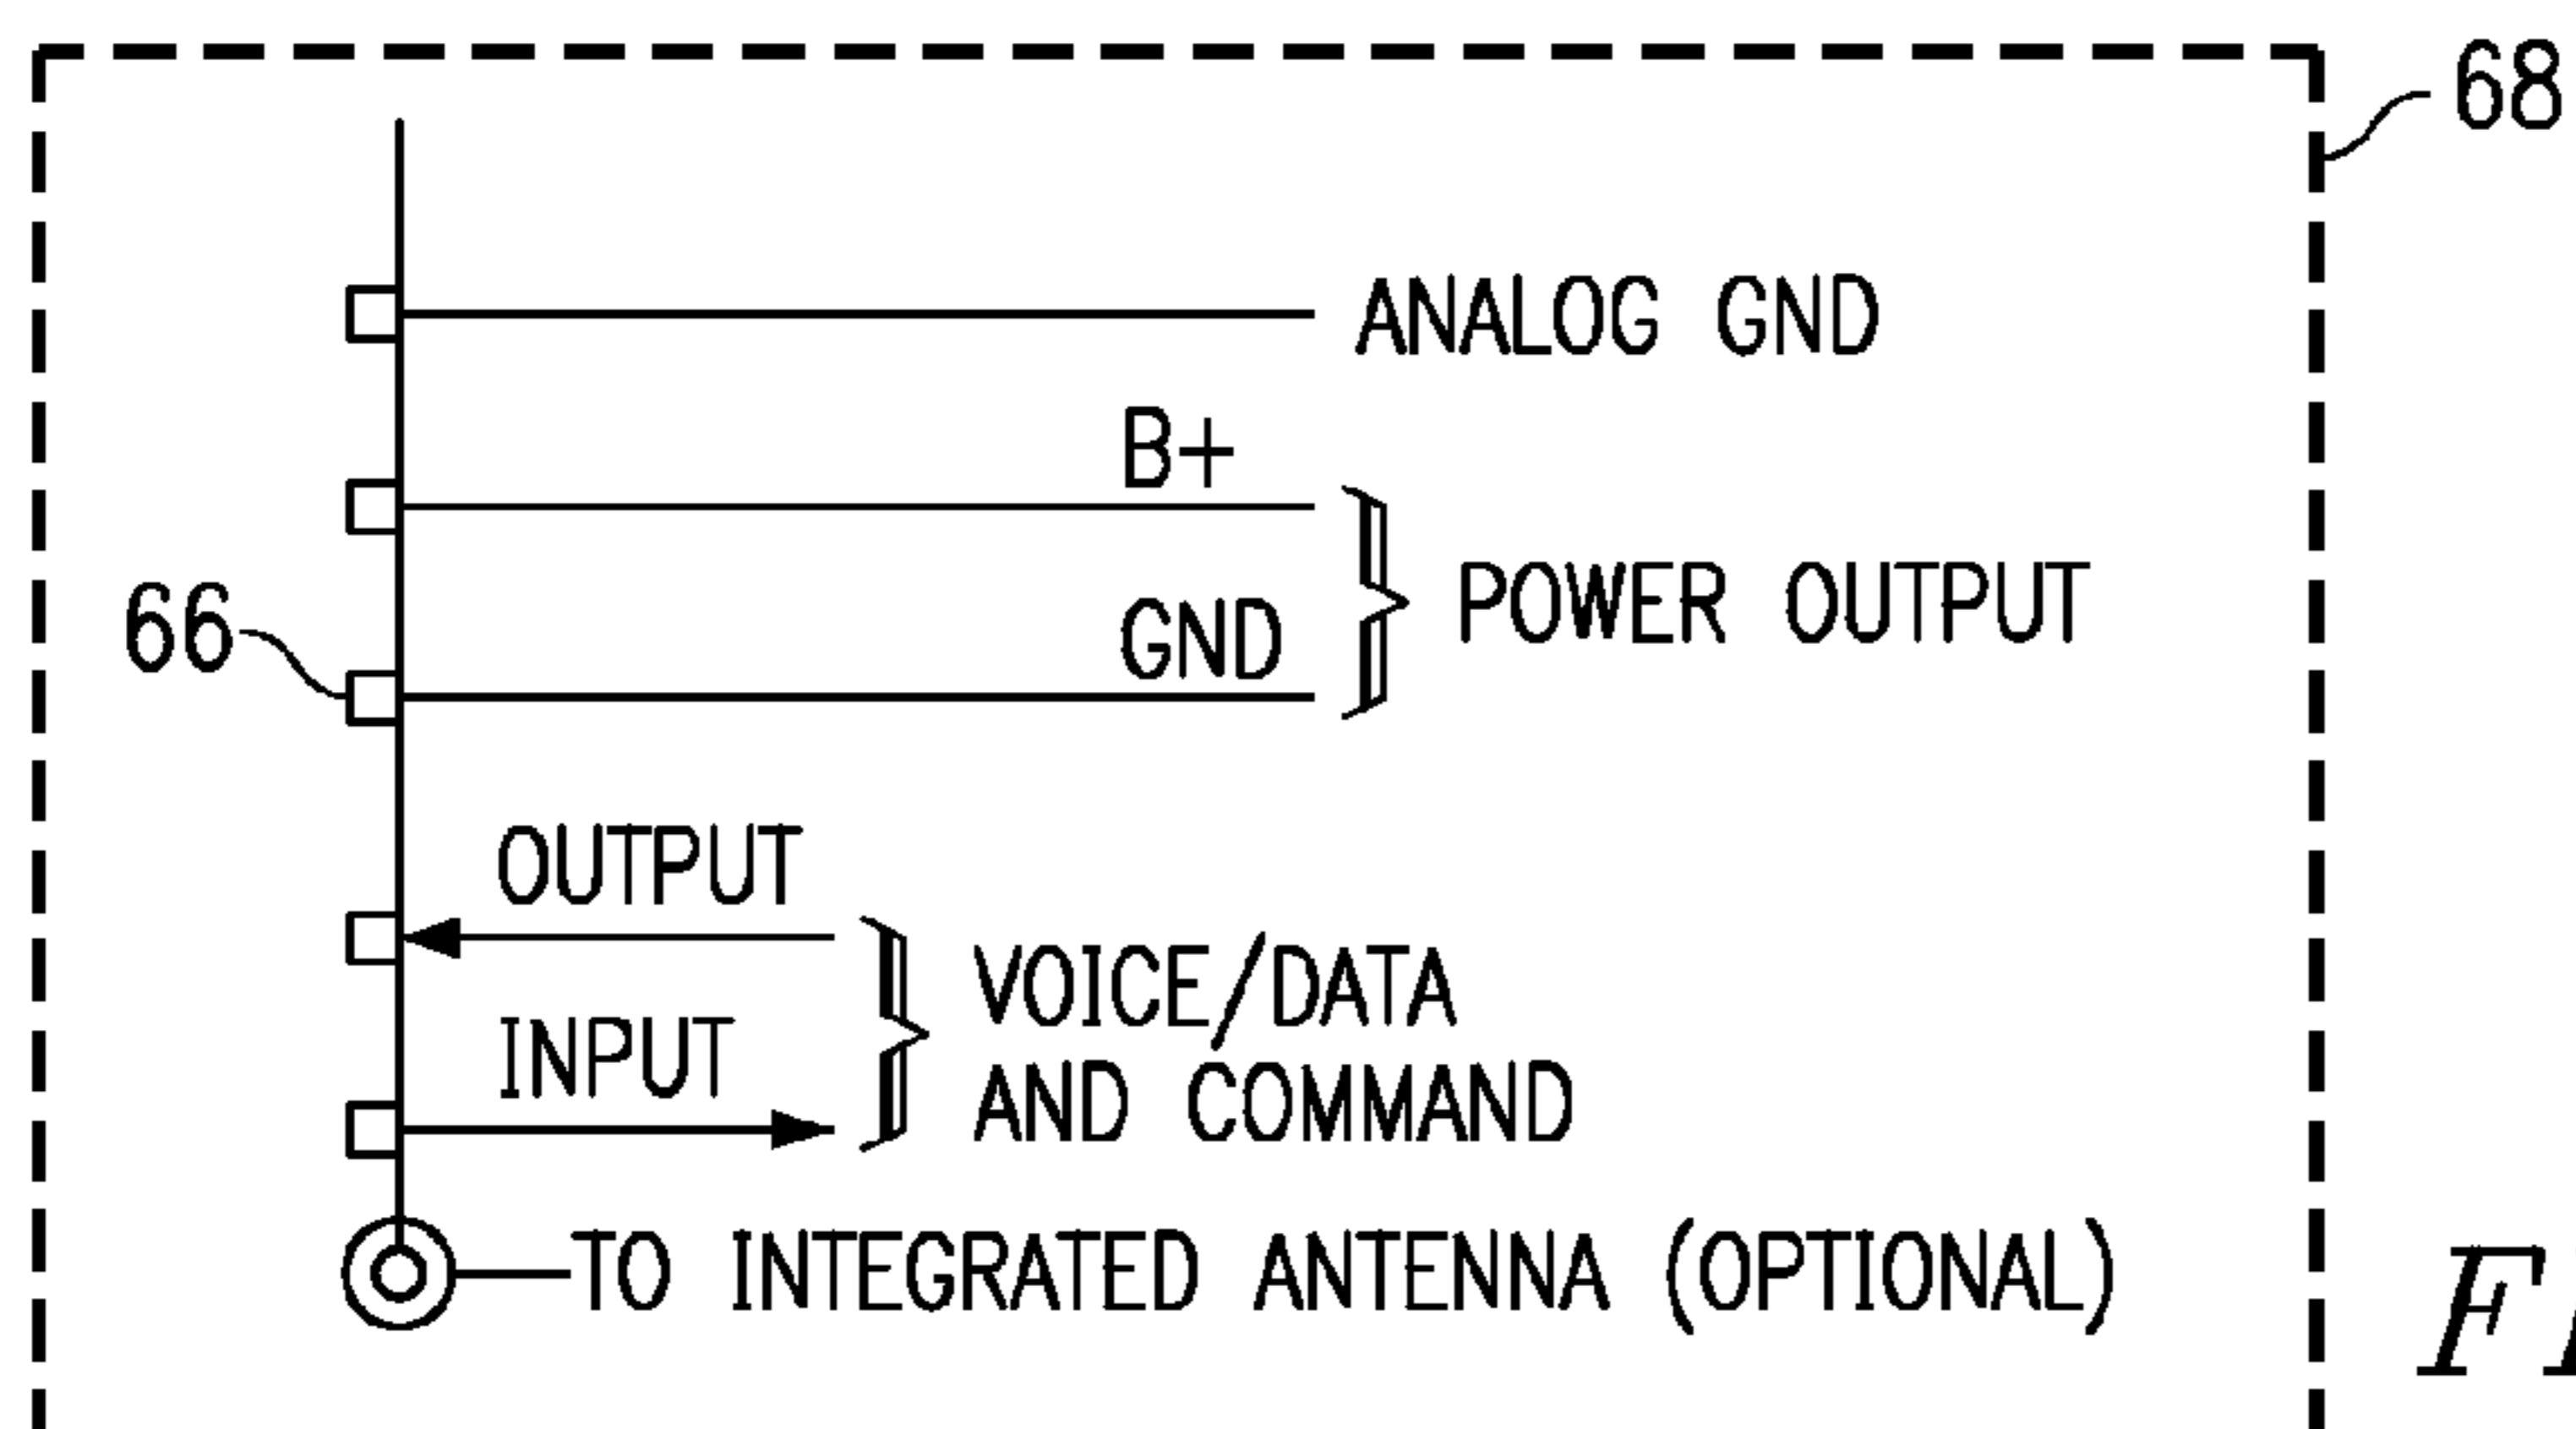 68
ANALOG GND
B+
66
GND
POWER OUTPUT
OUTPUT
INPUT
VOICE/DATA
AND COMMAND
TO INTEGRATED ANTENNA (OPTIONAL)